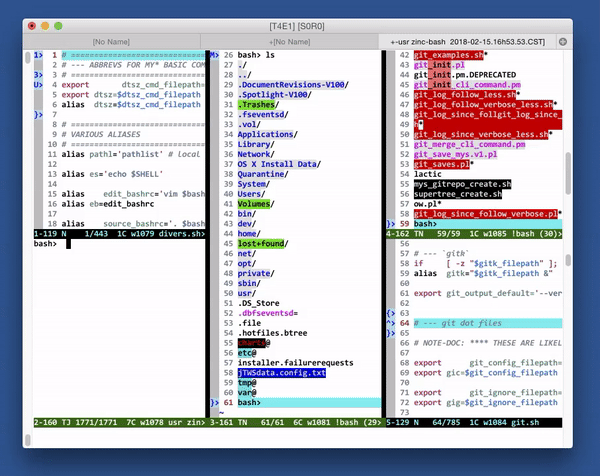 [T4E1] [S0R0]
[No Name]
+[No Name]
+-usr zinc-bash 2018-02-15.16h53.53.CST]
1> 1 # ===================
2 # --- ABBREVS FOR MY* BASIC COM
3> 3 # ===================
U> 4 export dtsz_cmd_filepath=
5 export dtsz=$dtsz_cmd_filepath
6 alias dtsz=$dtsz_cmd_filepath
}> 7
8 # ===================
9 # VARIOUS ALIASES
10 # ===================
11 alias pathl='pathlist' # Local
12
13 alias es='echo $SHELL'
14
15 alias edit_bashrc='vim $bash
16 alias eb=edit_bashrc
17
18 alias source_bashrc='. $bash
1-119 N 1/443 1C w1079 divers.sh>
bash>
2-160 TJ 1771/1771 7C w1078 usr zin>
M> 26 bash> ls
27 ./
28 ../
29 .DocumentRevisions-V100/
30 .Spotlight-V100/
31 .Trashes/
32 .fseventsd/
33 .vol/
34 Applications/
35 Library/
36 Network/
37 OS X Install Data/
38 Quarantine/
39 System/
40 Users/
41 Volumes/
42 bin/
43 dev/
44 home/
45 lost+found/
46 net/
47 opt/
48 private/
49 sbin/
50 usr/
51 .DS_Store
52 .dbfseventsd=
53 .file
54 .hotfiles.btree
55 charts@
56 etc@
57 installer.failurerequests
58 jTWSdata.config.txt
59 tmp@
60 var@
}> 61 bash>
~
3-161 TN 61/61 6C w1081 !bash (29>
42 git_examples.sh*
43 git_init.pl
44 git_init.pm.DEPRECATED
45 git_init_cli_command.pm
46 git_log_follow_less.sh*
47 git_log_follow_verbose_less.sh*
48 git_log_since_follgit_log_since_
h*
50 git_log_since_verbose_less.sh*
51 git_merge_cli_command.pm
52 git_save_mys.v1.pl
53 git_saves.pl*
54 lactic
55 mys_gitrepo_create.sh
56 supertree_create.sh
57 ow.pl*
58 git_log_since_follow_verbose.pl*
}> 59 bash>
4-162 TN 59/59 6C w1085 !bash (30)>
56
57 # --- `gitk`
58 if [ -z "$gitk_filepath" ];
59 alias gitk="$gitk_filepath &"
60
61 export git_output_default='--ver
62
{> 63
^> 64 # --- git dot files
}> 65
66 # NOTE-DOC: **** THESE ARE LIKEL
67
68 export git_config_filepath=
69 export gic=$git_config_filepath
70
71 export git_ignore_filepath=
72 export gig=$git_ignore_filepath
73
5-129 N 64/785 1C w1084 git.sh